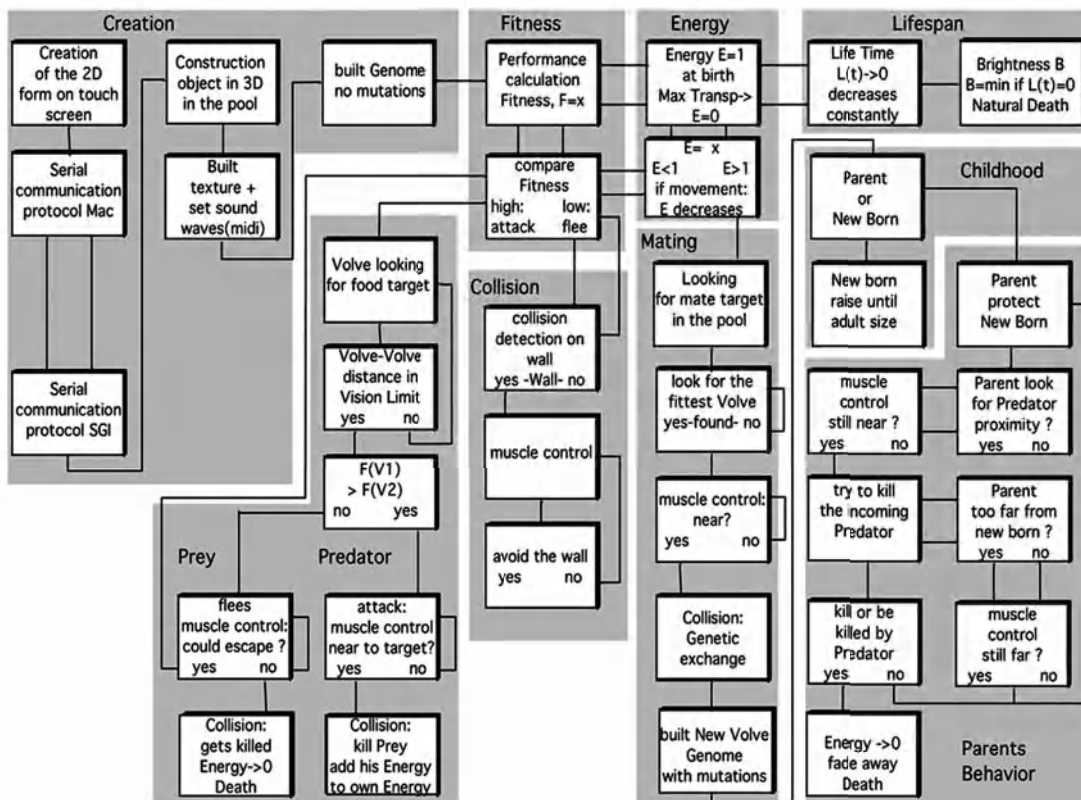 Creation
Creation
of the 2D
form on touch
screen
Serial
communication
protocol Mac
Serial
communication
protocol SGI
Construction
object in 3D
in the pool
Built
texture +
set sound
waves(midi)
built Genome
no mutations
Fitness
Performance
calculation
Fitness, F=x
compare
Fitness
high: low:
attack flee
Energy
Energy E=1
at birth
Max Transp->
E=0
E= x
E<1 E>1
if movement:
E decreases
Lifespan
Life Time
L(t)->0
decreases
constantly
Brightness B
B=min if L(t)=0
Natural Death
Childhood
Parent
or
New Born
New born
raise until
adult size
Parent
protect
New Born
Volve looking
for food target
Volve-Volve
distance in
Vision Limit
yes no
F(V1)
> F(V2)
no yes
Prey
flees
muscle control:
could escape ?
yes no
Collision:
gets killed
Energy->0
Death
Predator
attack:
muscle control
near to target?
yes no
Collision:
kill Prey
add his Energy
to own Energy
Collision
collision
detection on
wall
yes -Wall- no
muscle control
avoid the wall
yes no
Mating
Looking
for mate target
in the pool
look for the
fittest Volve
yes-found- no
muscle control:
near?
yes no
Collision:
Genetic
exchange
built New Volve
Genome
with mutations
muscle
control
still near ?
yes no
Parent look
for Predator
proximity ?
yes no
try to kill
the incoming
Predator
Parent
too far from
new born ?
yes no
kill or be
killed by
Predator
yes no
muscle
control
still far ?
yes no
Energy ->0
fade away
Death
Parents
Behavior